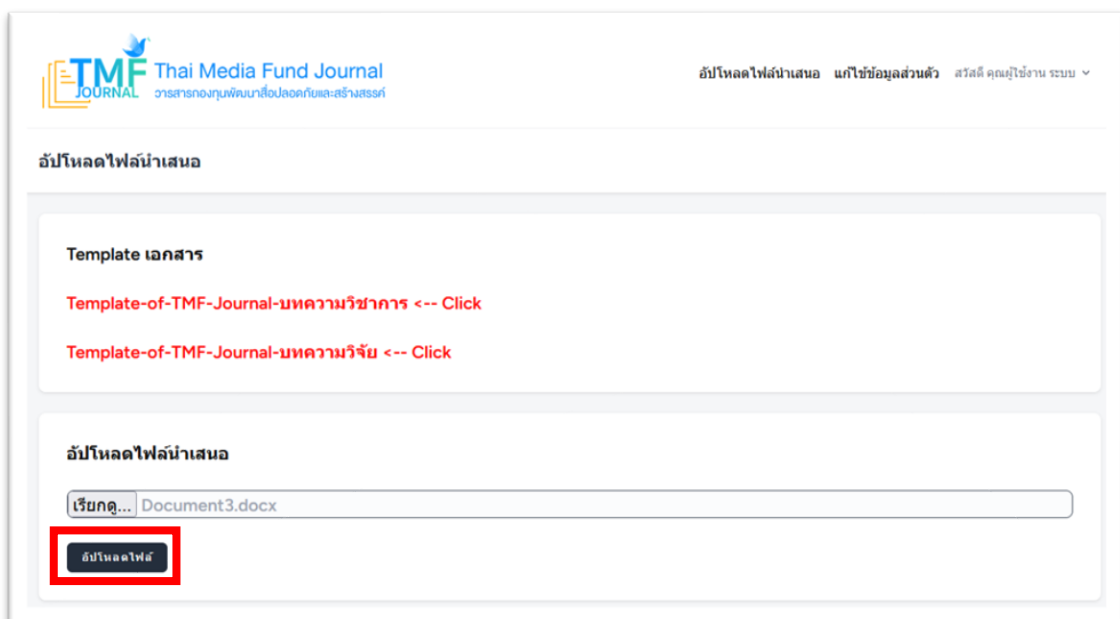 TMF Thai Media Fund Journal
JOURNAL วารสารกองทุนพัฒนาสื่อปลอดภัยและสร้างสรรค์
อัปโหลดไฟล์นำเสนอ แก้ไข้ข้อมูลส่วนตัว สวัสดี คุณผู้ใช้งาน ระบบ
อัปโหลดไฟล์นำเสนอ
Template เอกสาร
Template-of-TMF-Journal-บทความวิชาการ <-- Click
Template-of-TMF-Journal-บทความวิจัย <-- Click
อัปโหลดไฟล์นำเสนอ
เรียกดู... Document3.docx
อัปโหลดไฟล์